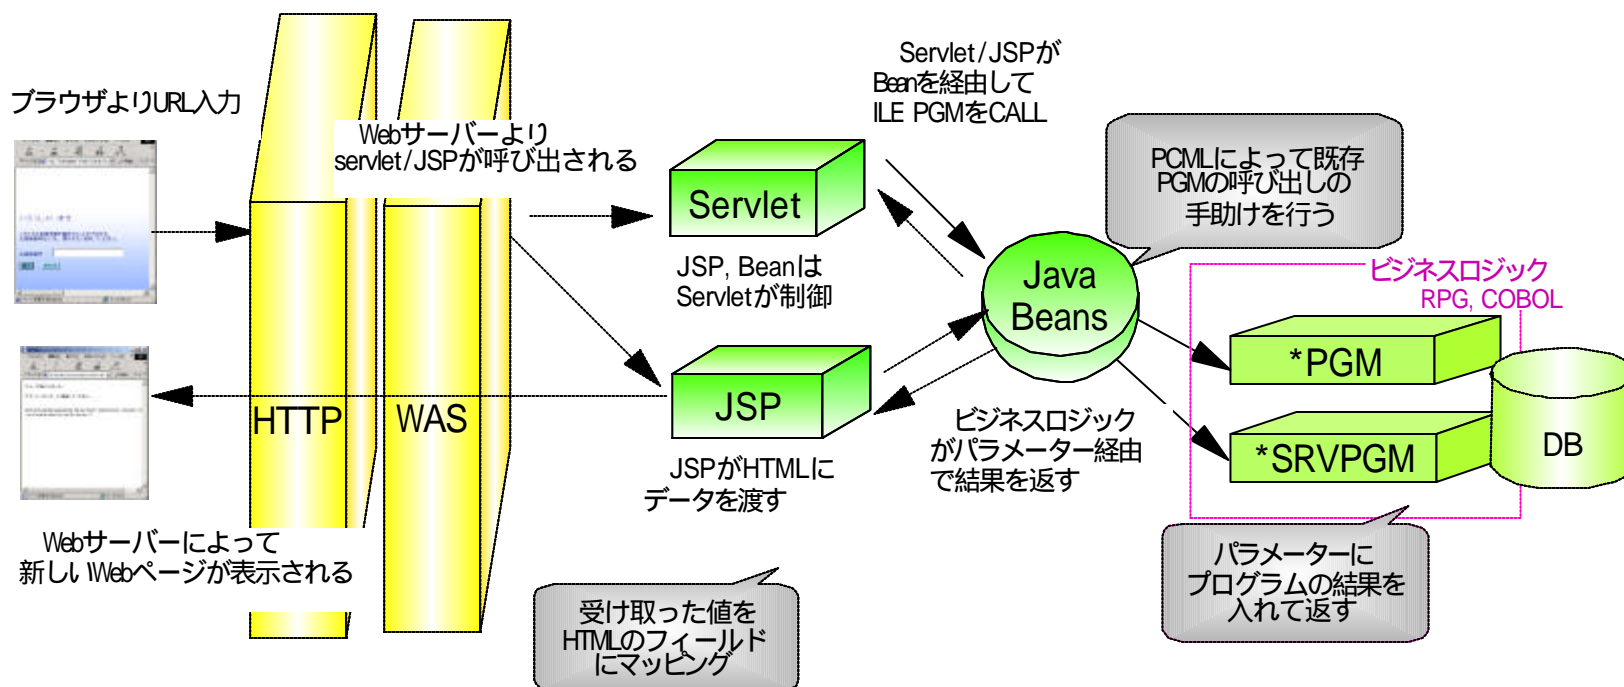 ブラウザよりURL入力
Webサーバーより
servlet/JSPが呼び出される
Servlet/JSPが
Beanを経由して
ILE PGMをCALL
PCMLによって既存
PGMの呼び出しの
手助けを行う
Servlet
JSP, Beanは
Servletが制御
Java
Beans
ビジネスロジック
RPG, COBOL
*PGM
*SRVPGM
DB
HTTP
WAS
JSP
JSPがHTMLに
データを渡す
ビジネスロジック
がパラメーター経由
で結果を返す
Webサーバーによって
新しいWebページが表示される
受け取った値を
HTMLのフィールド
にマッピング
パラメーターに
プログラムの結果を
入れて返す